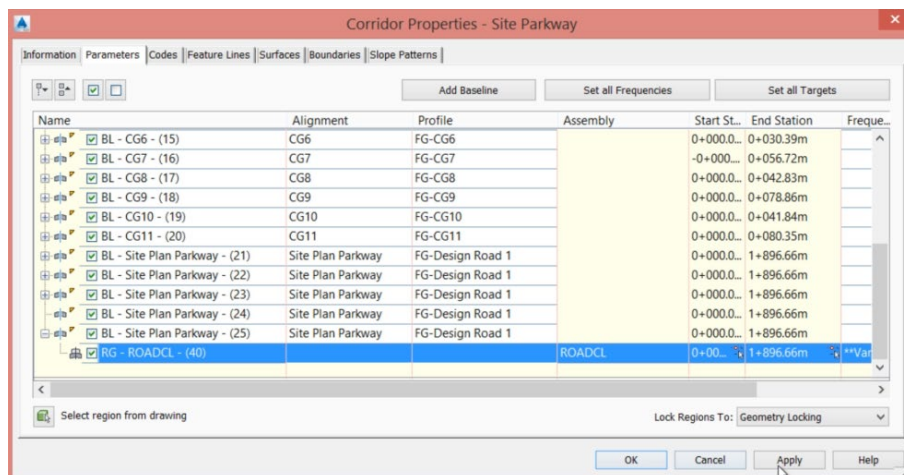 Corridor Properties - Site Parkway
Information Parameters Codes Feature Lines Surfaces Boundaries Slope Patterns
Add Baseline Set all Frequencies Set all Targets
Name Alignment Profile Assembly Start St... End Station Freque...
BL - CG6 - (15) CG6 FG-CG6 0+000.0... 0+030.39m
BL - CG7 - (16) CG7 FG-CG7 -0+000.... 0+056.72m
BL - CG8 - (17) CG8 FG-CG8 0+000.0... 0+042.83m
BL - CG9 - (18) CG9 FG-CG9 0+000.0... 0+078.86m
BL - CG10 - (19) CG10 FG-CG10 0+000.0... 0+041.84m
BL - CG11 - (20) CG11 FG-CG11 0+000.0... 0+080.35m
BL - Site Plan Parkway - (21) Site Plan Parkway FG-Design Road 1 0+000.0... 1+896.66m
BL - Site Plan Parkway - (22) Site Plan Parkway FG-Design Road 1 0+000.0... 1+896.66m
BL - Site Plan Parkway - (23) Site Plan Parkway FG-Design Road 1 0+000.0... 1+896.66m
BL - Site Plan Parkway - (24) Site Plan Parkway FG-Design Road 1 0+000.0... 1+896.66m
BL - Site Plan Parkway - (25) Site Plan Parkway FG-Design Road 1 0+000.0... 1+896.66m
RG - ROADCL - (40) ROADCL 0+00... 1+896.66m **Var
Select region from drawing Lock Regions To: Geometry Locking
OK Cancel Apply Help